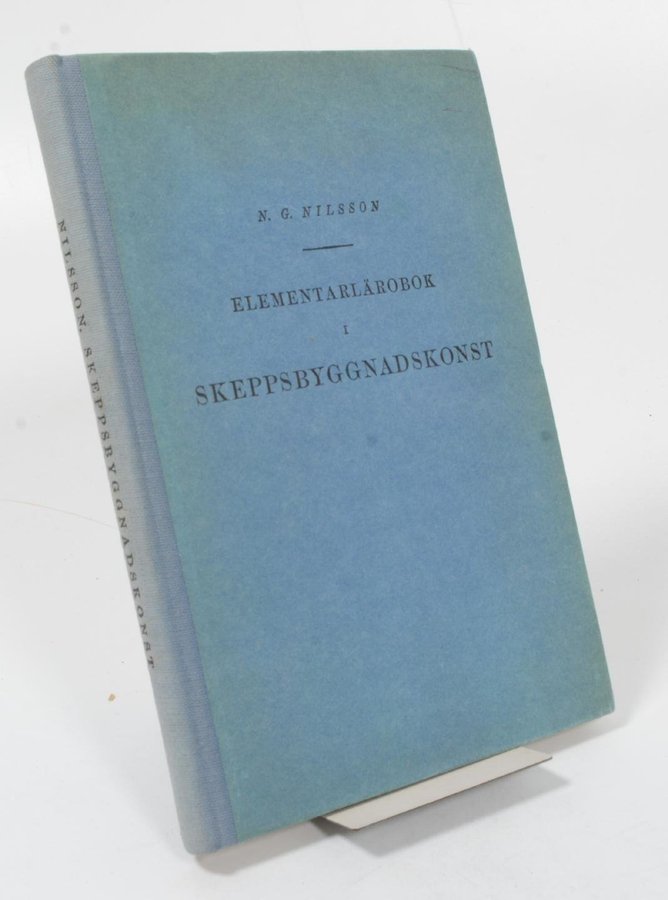 N. G. NILSSON
ELEMENTARLÄROBOK
I
SKEPPSBYGGNADSKONST
NILSSON. SKEPPSBYGGNADSKONST